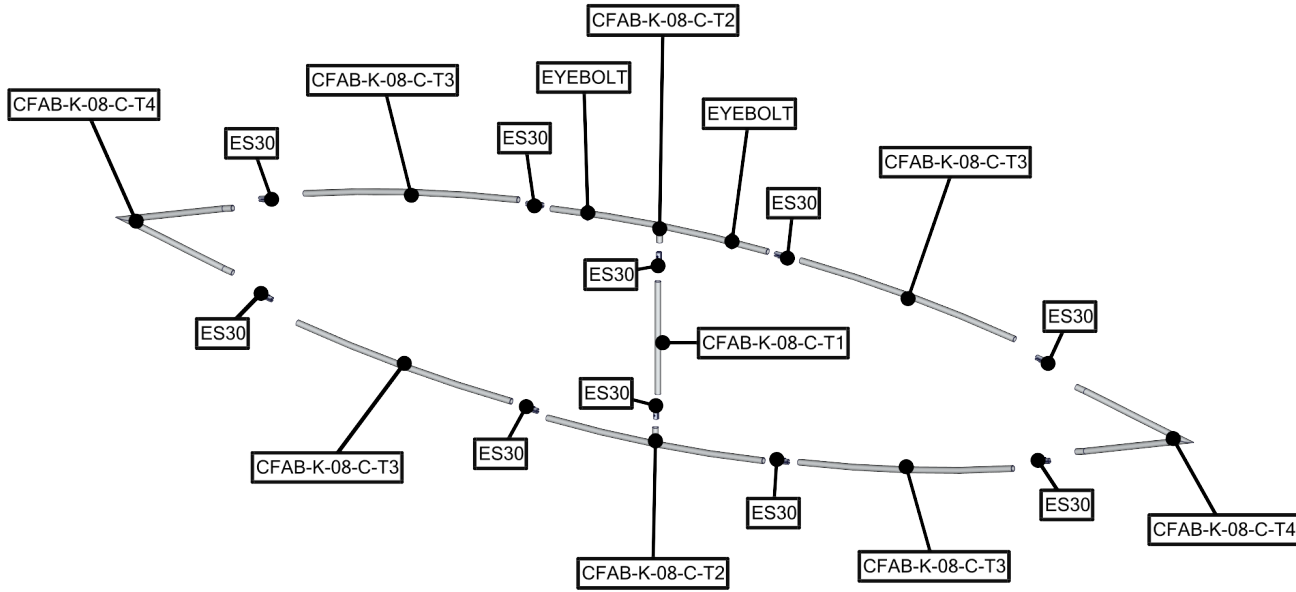 CFAB-K-08-C-T2
CFAB-K-08-C-T3
EYEBOLT
CFAB-K-08-C-T4
EYEBOLT
ES30
ES30
CFAB-K-08-C-T3
ES30
ES30
ES30
ES30
CFAB-K-08-C-T1
ES30
ES30
CFAB-K-08-C-T3
ES30
ES30
CFAB-K-08-C-T4
CFAB-K-08-C-T3
CFAB-K-08-C-T2